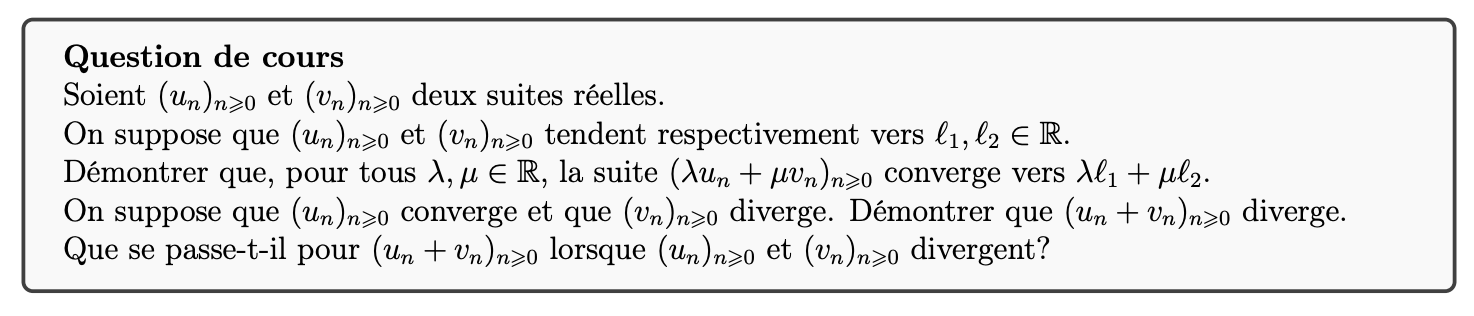 Question de cours
Soient $(u_n)_{n\geqslant 0}$ et $(v_n)_{n\geqslant 0}$ deux suites réelles.
On suppose que $(u_n)_{n\geqslant 0}$ et $(v_n)_{n\geqslant 0}$ tendent respectivement vers $\ell_1, \ell_2 \in \mathbb{R}$.
Démontrer que, pour tous $\lambda, \mu \in \mathbb{R}$, la suite $(\lambda u_n + \mu v_n)_{n\geqslant 0}$ converge vers $\lambda \ell_1 + \mu \ell_2$.
On suppose que $(u_n)_{n\geqslant 0}$ converge et que $(v_n)_{n\geqslant 0}$ diverge. Démontrer que $(u_n + v_n)_{n\geqslant 0}$ diverge.
Que se passe-t-il pour $(u_n + v_n)_{n\geqslant 0}$ lorsque $(u_n)_{n\geqslant 0}$ et $(v_n)_{n\geqslant 0}$ divergent?